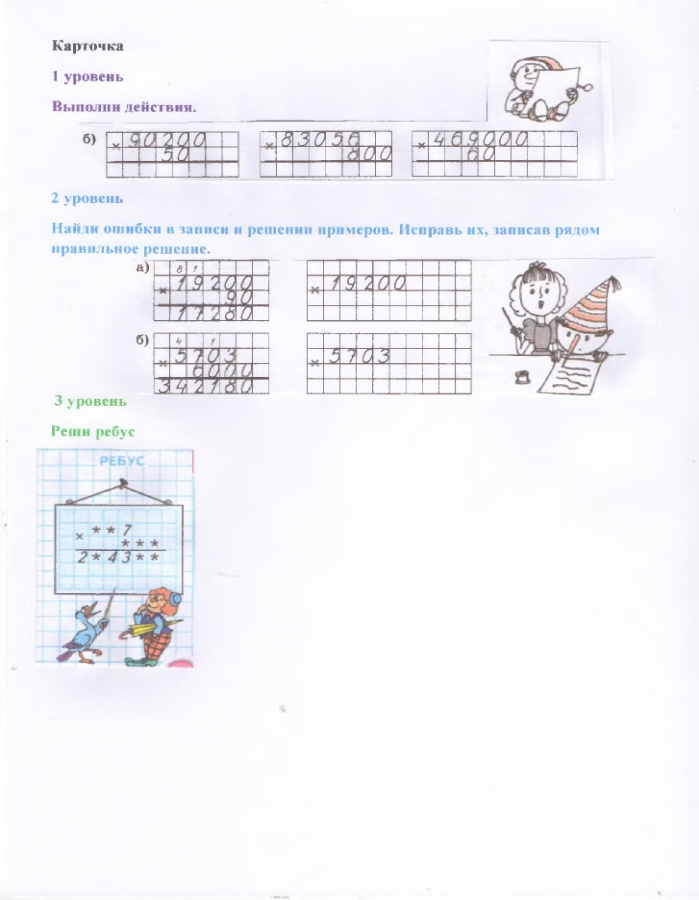 Карточка
1 уровень
Выполни действия.
б) × 90200 × 83056 × 469000
50 800 60
2 уровень
Найди ошибки в записи и решении примеров. Исправь их, записав рядом
правильное решение.
а) 8 1
× 19200 × 19200
90
17280
б) 4 1
× 5703 × 5703
6000
342180
3 уровень
Реши ребус
РЕБУС
× * * 7
* * *
2 * 4 3 * *